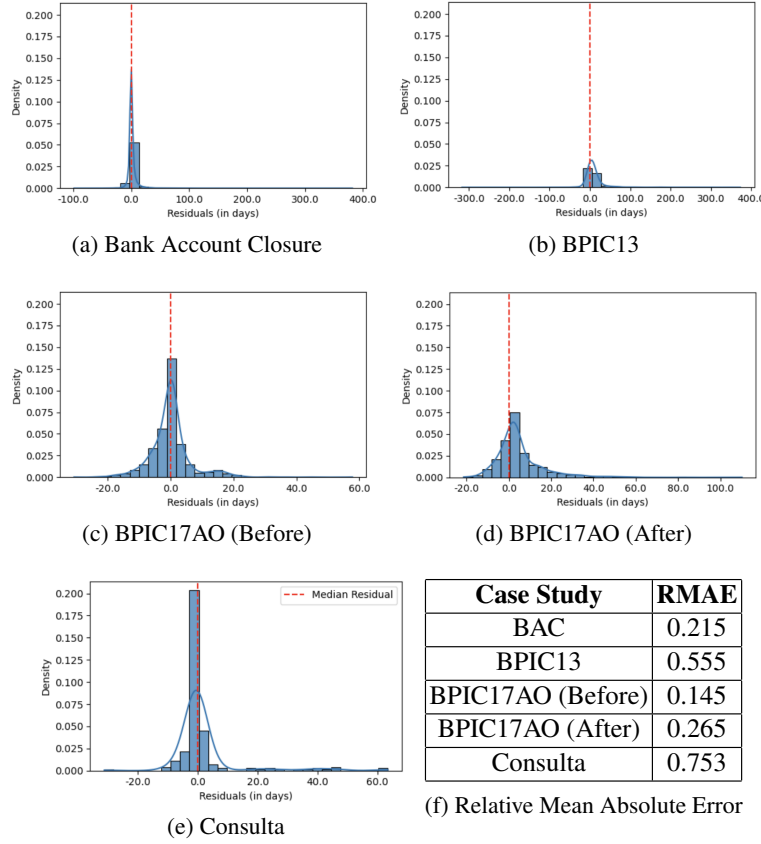 0.200
0.175
0.150
0.125
0.100
0.075
0.050
0.025
0.000
Density
-100.0 0.0 100.0 200.0 300.0 400.0
Residuals (in days)
(a) Bank Account Closure
0.200
0.175
0.150
0.125
0.100
0.075
0.050
0.025
0.000
Density
-300.0 -200.0 -100.0 0.0 100.0 200.0 300.0 400.0
Residuals (in days)
(b) BPIC13
0.200
0.175
0.150
0.125
0.100
0.075
0.050
0.025
0.000
Density
-20.0 0.0 20.0 40.0 60.0
Residuals (in days)
(c) BPIC17AO (Before)
0.200
0.175
0.150
0.125
0.100
0.075
0.050
0.025
0.000
Density
-20.0 0.0 20.0 40.0 60.0 80.0 100.0
Residuals (in days)
(d) BPIC17AO (After)
0.200
0.175
0.150
0.125
0.100
0.075
0.050
0.025
0.000
Density
Median Residual
-20.0 0.0 20.0 40.0 60.0
Residuals (in days)
(e) Consulta
Case Study RMAE
BAC 0.215
BPIC13 0.555
BPIC17AO (Before) 0.145
BPIC17AO (After) 0.265
Consulta 0.753
(f) Relative Mean Absolute Error